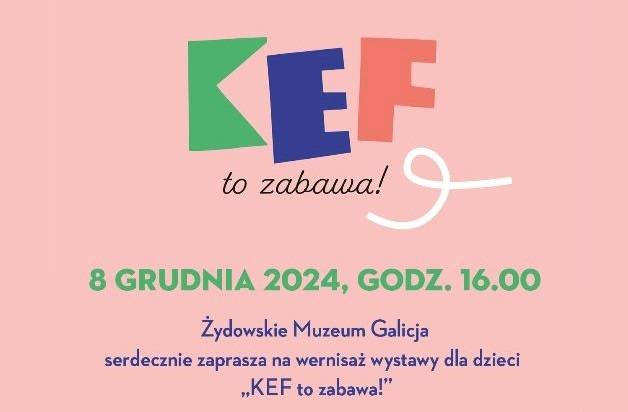 KEF
to zabawa!
8 GRUDNIA 2024, GODZ. 16.00
Żydowskie Muzeum Galicja
serdecznie zaprasza na wernisaż wystawy dla dzieci
„KEF to zabawa!”